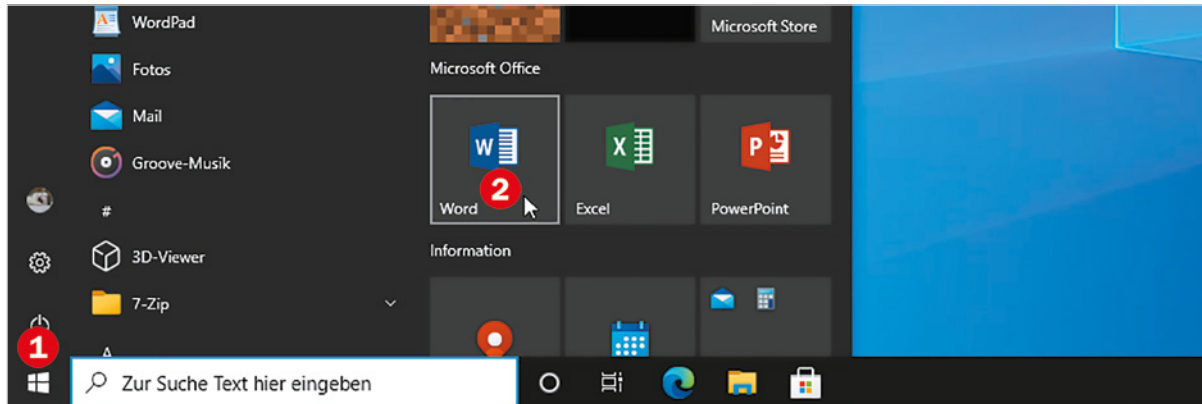 WordPad
Fotos
Mail
Groove-Musik
#
3D-Viewer
7-Zip
A
Microsoft Store
Microsoft Office
W
2
Word
X
Excel
P
PowerPoint
Information
1
Zur Suche Text hier eingeben